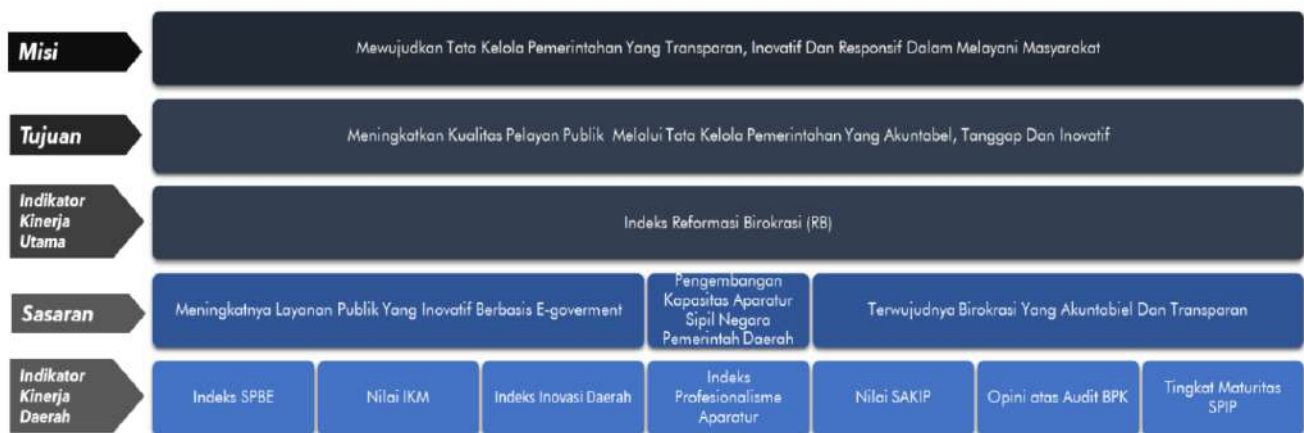 Misi
Mewujudkan Tata Kelola Pemerintahan Yang Transparan, Inovatif Dan Responsif Dalam Melayani Masyarakat
Tujuan
Meningkatkan Kualitas Pelayan Publik Melalui Tata Kelola Pemerintahan Yang Akuntabel, Tanggap Dan Inovatif
Indikator
Kinerja
Utama
Indeks Reformasi Birokrasi (RB)
Sasaran
Meningkatnya Layanan Publik Yang Inovatif Berbasis E-goverment
Pengembangan
Kapasitas Aparatur
Sipil Negara
Pemerintah Daerah
Terwujudnya Birokrasi Yang Akuntabiel Dan Transparan
Indikator
Kinerja
Daerah
Indeks SPBE
Nilai IKM
Indeks Inovasi Daerah
Indeks
Profesionalisme
Aparatur
Nilai SAKIP
Opini atas Audit BPK
Tingkat Maturitas
SPIP